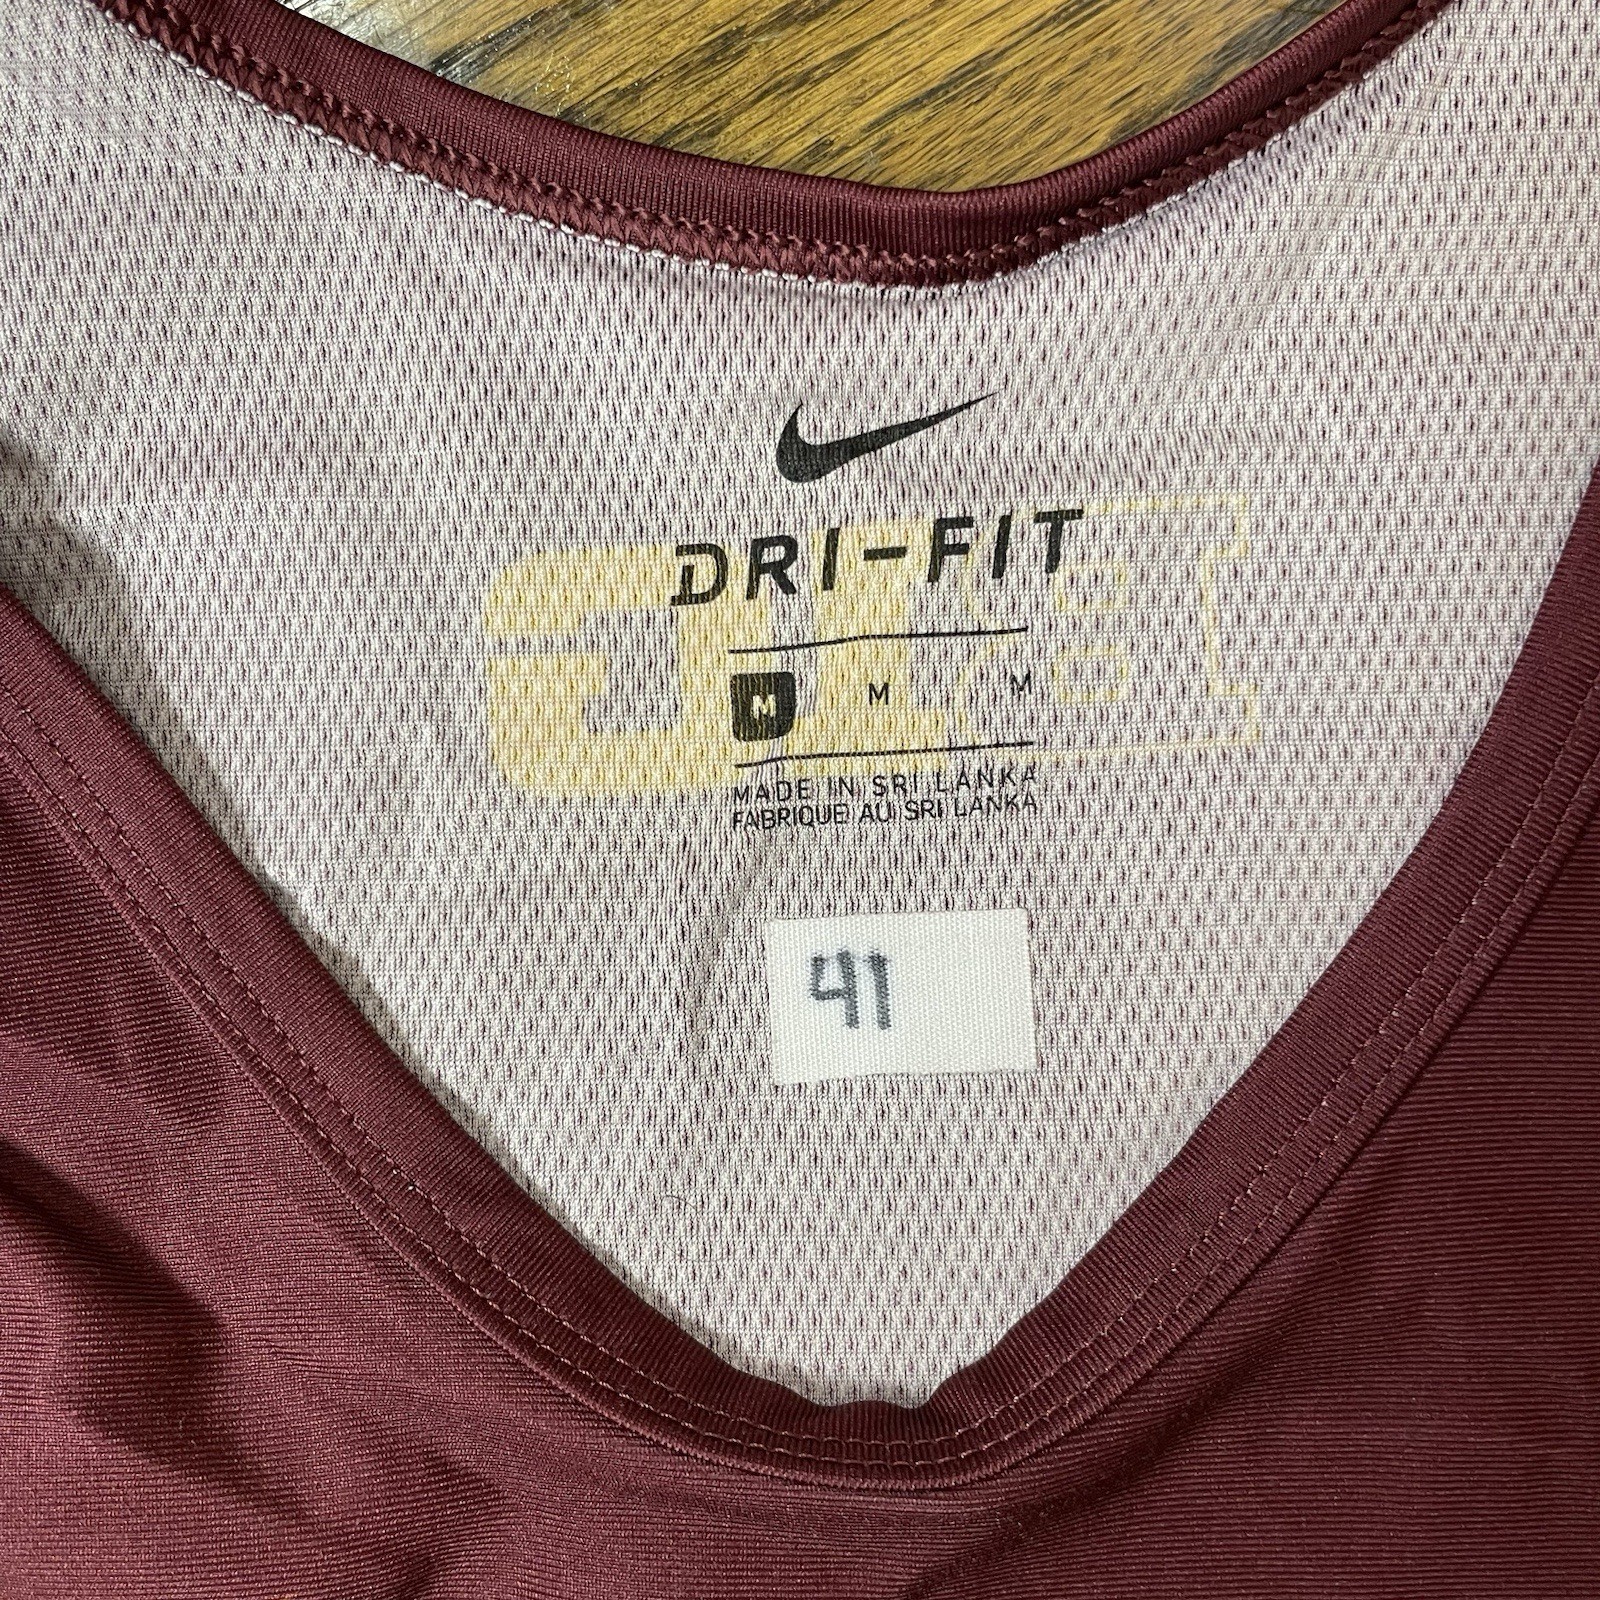 DRI-FIT
M M M
MADE IN SRI LANKA
FABRIQUE AU SRI LANKA
41